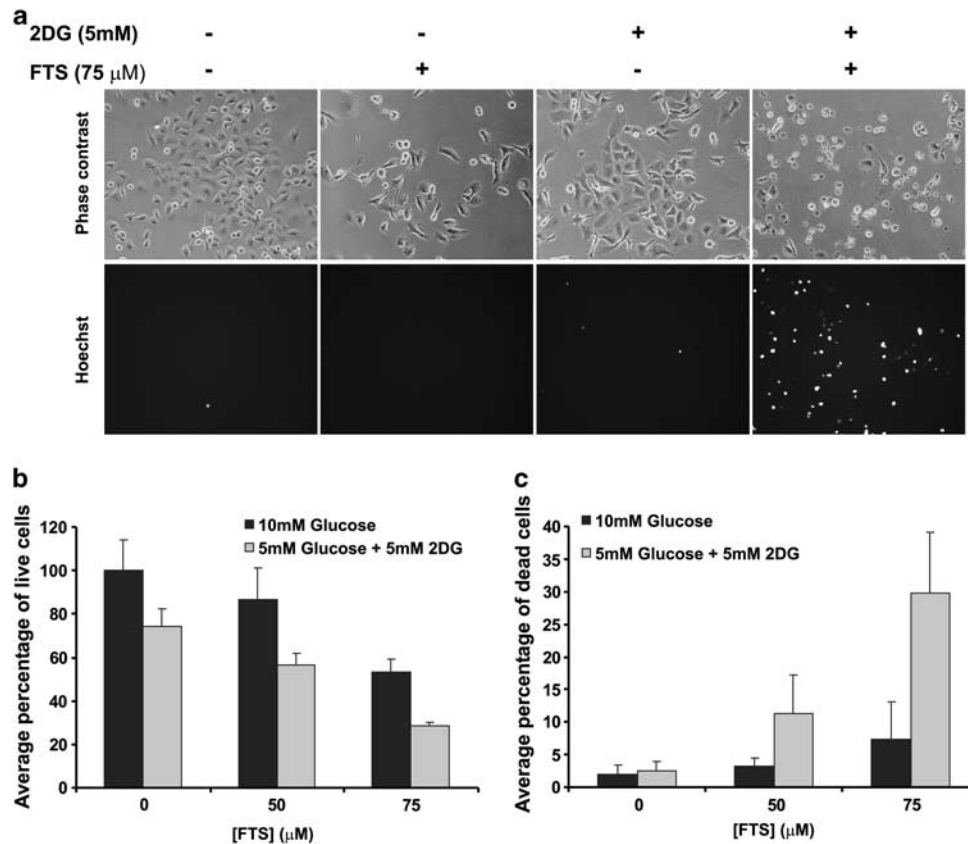 a
2DG (5mM) - - + +
FTS (75 μM) - + - +
Phase contrast
Hoechst
b
Average percentage of live cells
120
100
80
60
40
20
0
10mM Glucose
5mM Glucose + 5mM 2DG
0 50 75
[FTS] (μM)
c
Average percentage of dead cells
40
35
30
25
20
15
10
5
0
10mM Glucose
5mM Glucose + 5mM 2DG
0 50 75
[FTS] (μM)